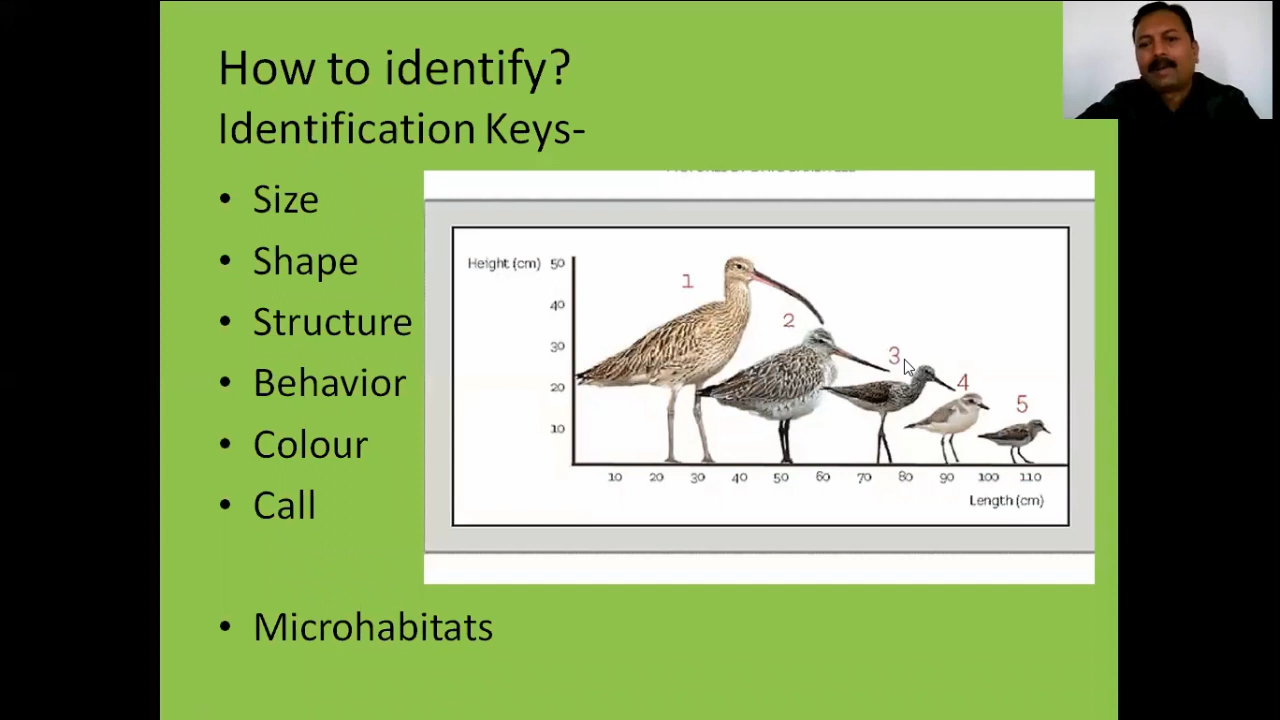 How to identify?
Identification Keys-
• Size
• Shape
• Structure
• Behavior
• Colour
• Call
• Microhabitats
Height (cm) 50
40
30
20
10
1
2
3
4
5
10 20 30 40 50 60 70 80 90 100 110
Length (cm)